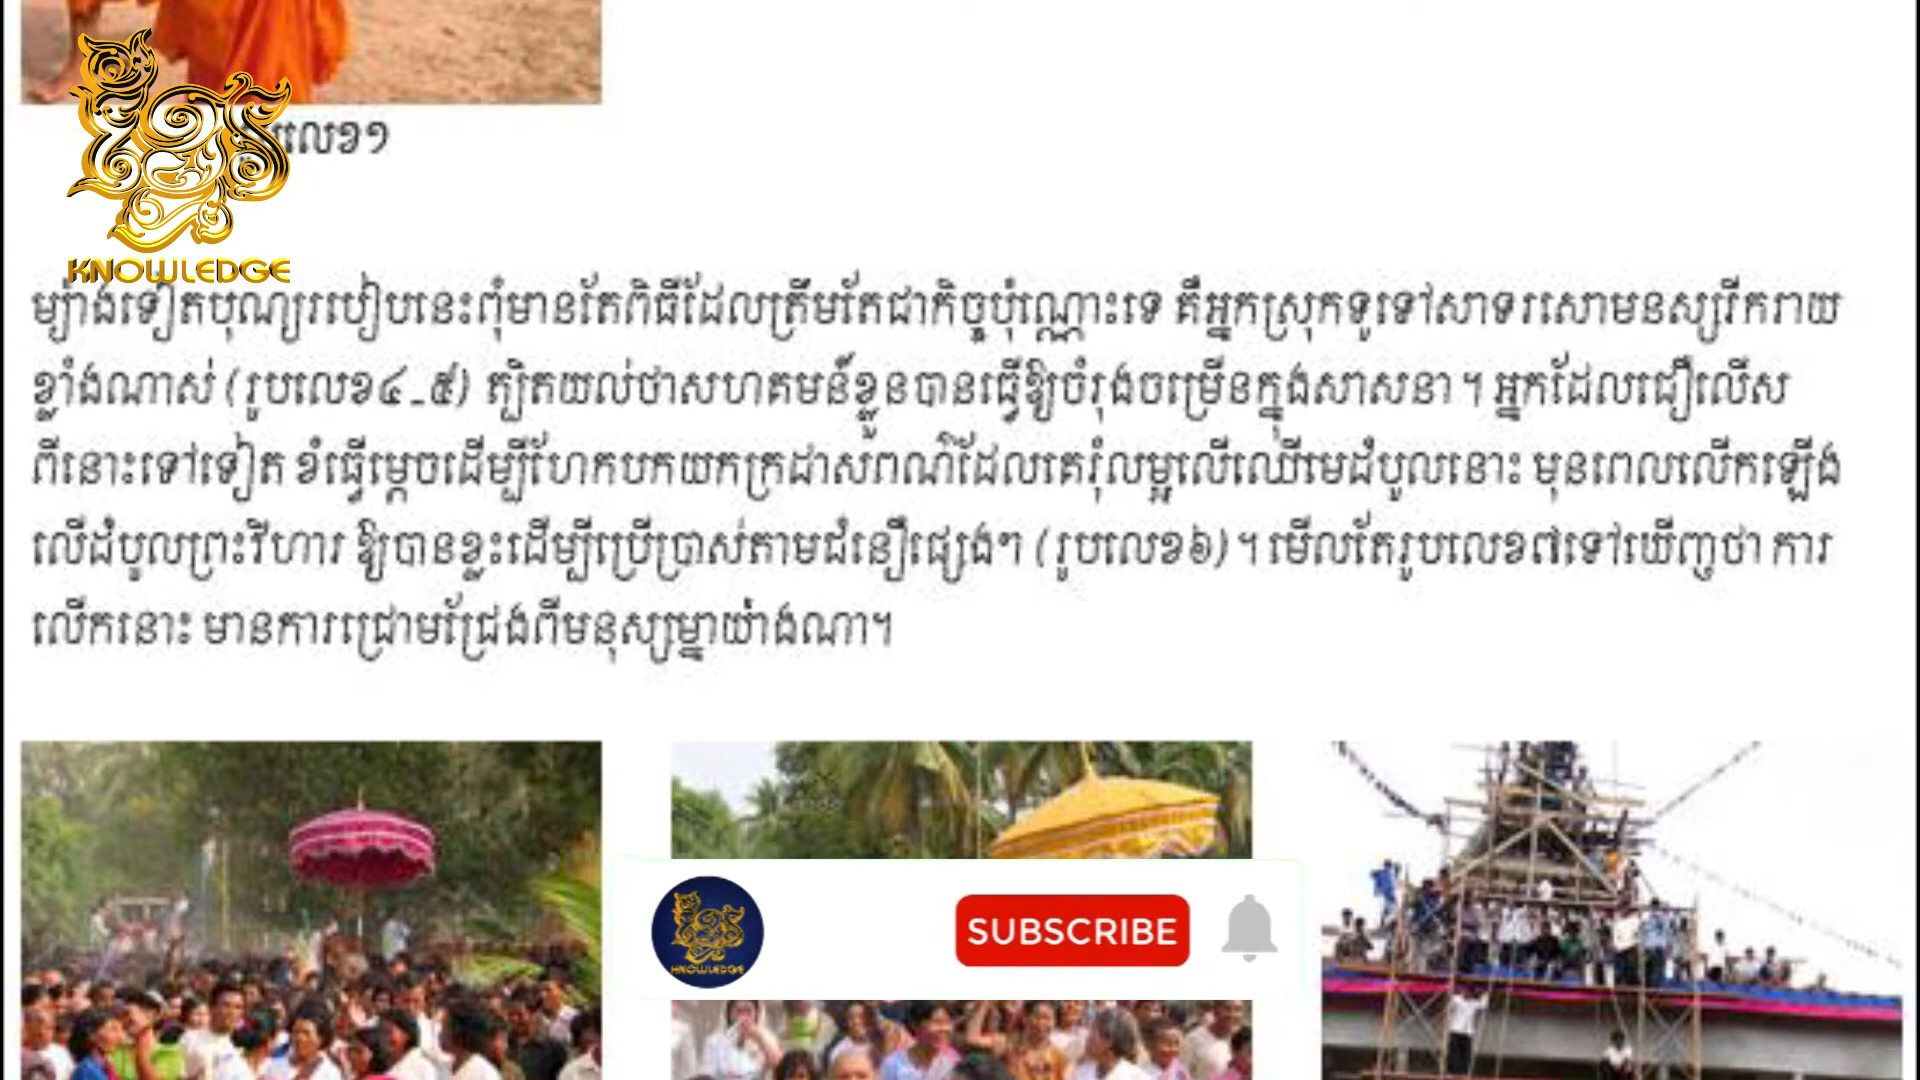 លេខ១
KNOWLEDGE
ម្យ៉ាងទៀតបុណ្យរបៀបនេះពុំមានតែពិធីដែលត្រឹមតែជាកិច្ចប៉ុណ្ណោះទេ គឺអ្នកស្រុកទូទៅសាទរសោមនស្សរីករាយ
ខ្លាំងណាស់ (រូបលេខ៤_៥) ត្បិតយល់ថាសហគមន៍ខ្លួនបានធ្វើឱ្យចំរុងចម្រើនក្នុងសាសនា ។ អ្នកដែលជឿលើស
ពីនោះទៅទៀត ខំធ្វើម្ដេចដើម្បីហែកបកយកក្រដាសពណ៌ដែលគេរុំលម្អលើឈើមេដំបូលនោះ មុនពេលលើកឡើង
លើដំបូលព្រះវិហារ ឱ្យបានខ្លះដើម្បីប្រើប្រាស់តាមជំនឿផ្សេងៗ (រូបលេខ៦) ។ មើលតែរូបលេខ៧ទៅឃើញថា ការ
លើកនោះ មានការជ្រោមជ្រែងពីមនុស្សម្នាយ៉ាងណា។
KNOWLEDGE
SUBSCRIBE